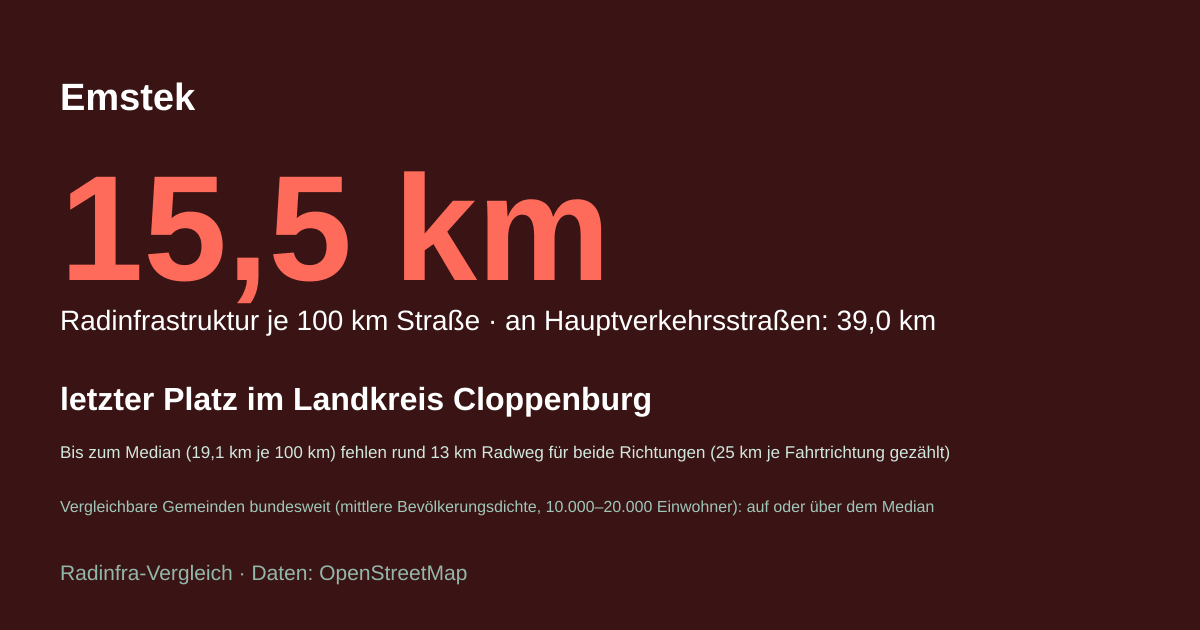 Emstek
15,5 km
Radinfrastruktur je 100 km Straße · an Hauptverkehrsstraßen: 39,0 km
letzter Platz im Landkreis Cloppenburg
Bis zum Median (19,1 km je 100 km) fehlen rund 13 km Radweg für beide Richtungen (25 km je Fahrtrichtung gezählt)
Vergleichbare Gemeinden bundesweit (mittlere Bevölkerungsdichte, 10.000–20.000 Einwohner): auf oder über dem Median
Radinfra-Vergleich · Daten: OpenStreetMap